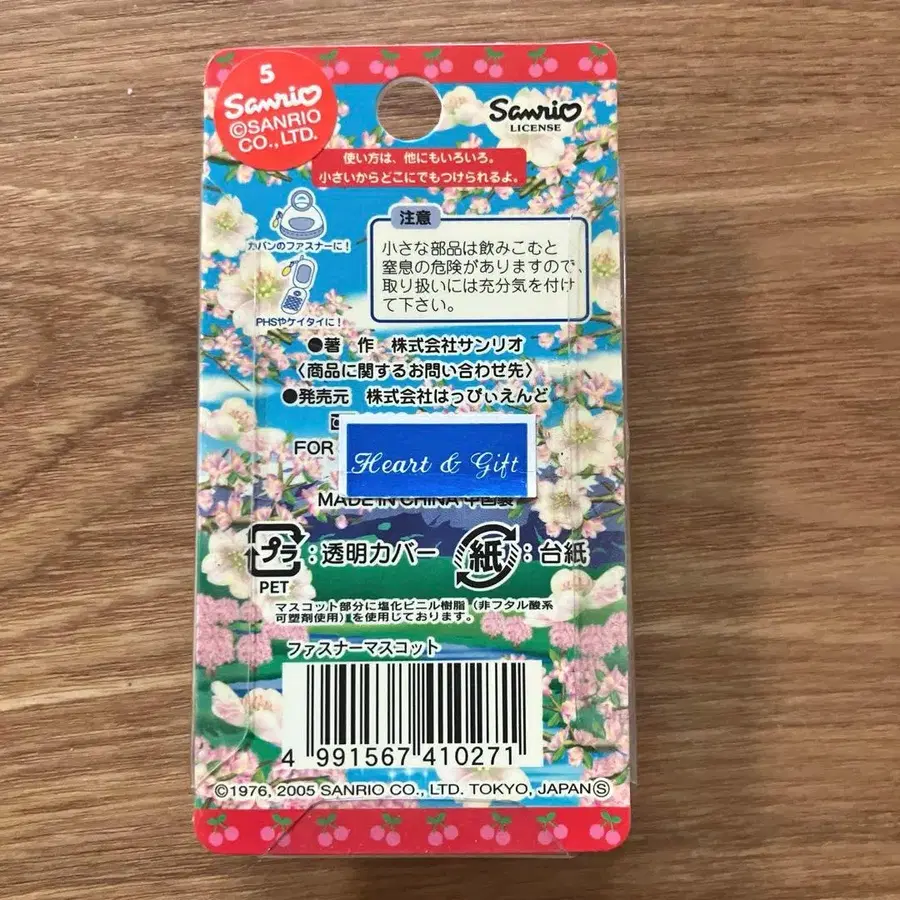 5
Sanrio
©SANRIO
CO.,LTD.
Sanrio
LICENSE
使い方は、他にもいろいろ。
小さいからどこにでもつけられるよ。
カバンのファスナーに!
PHSやケイタイに!
注意
小さな部品は飲みこむと
窒息の危険がありますので、
取り扱いには充分気を付け
て下さい。
●著 作 株式会社サンリオ
〈商品に関するお問い合わせ先〉
●発売元 株式会社はっぴぃえんど
FOR
Heart & Gift
MADE IN CHINA 中国製
プラ:透明カバー
PET
紙:台紙
マスコット部分に塩化ビニル樹脂(非フタル酸系
可塑剤使用)を使用しております。
ファスナーマスコット
4 991567 410271
©1976, 2005 SANRIO CO., LTD. TOKYO, JAPAN Ⓢ